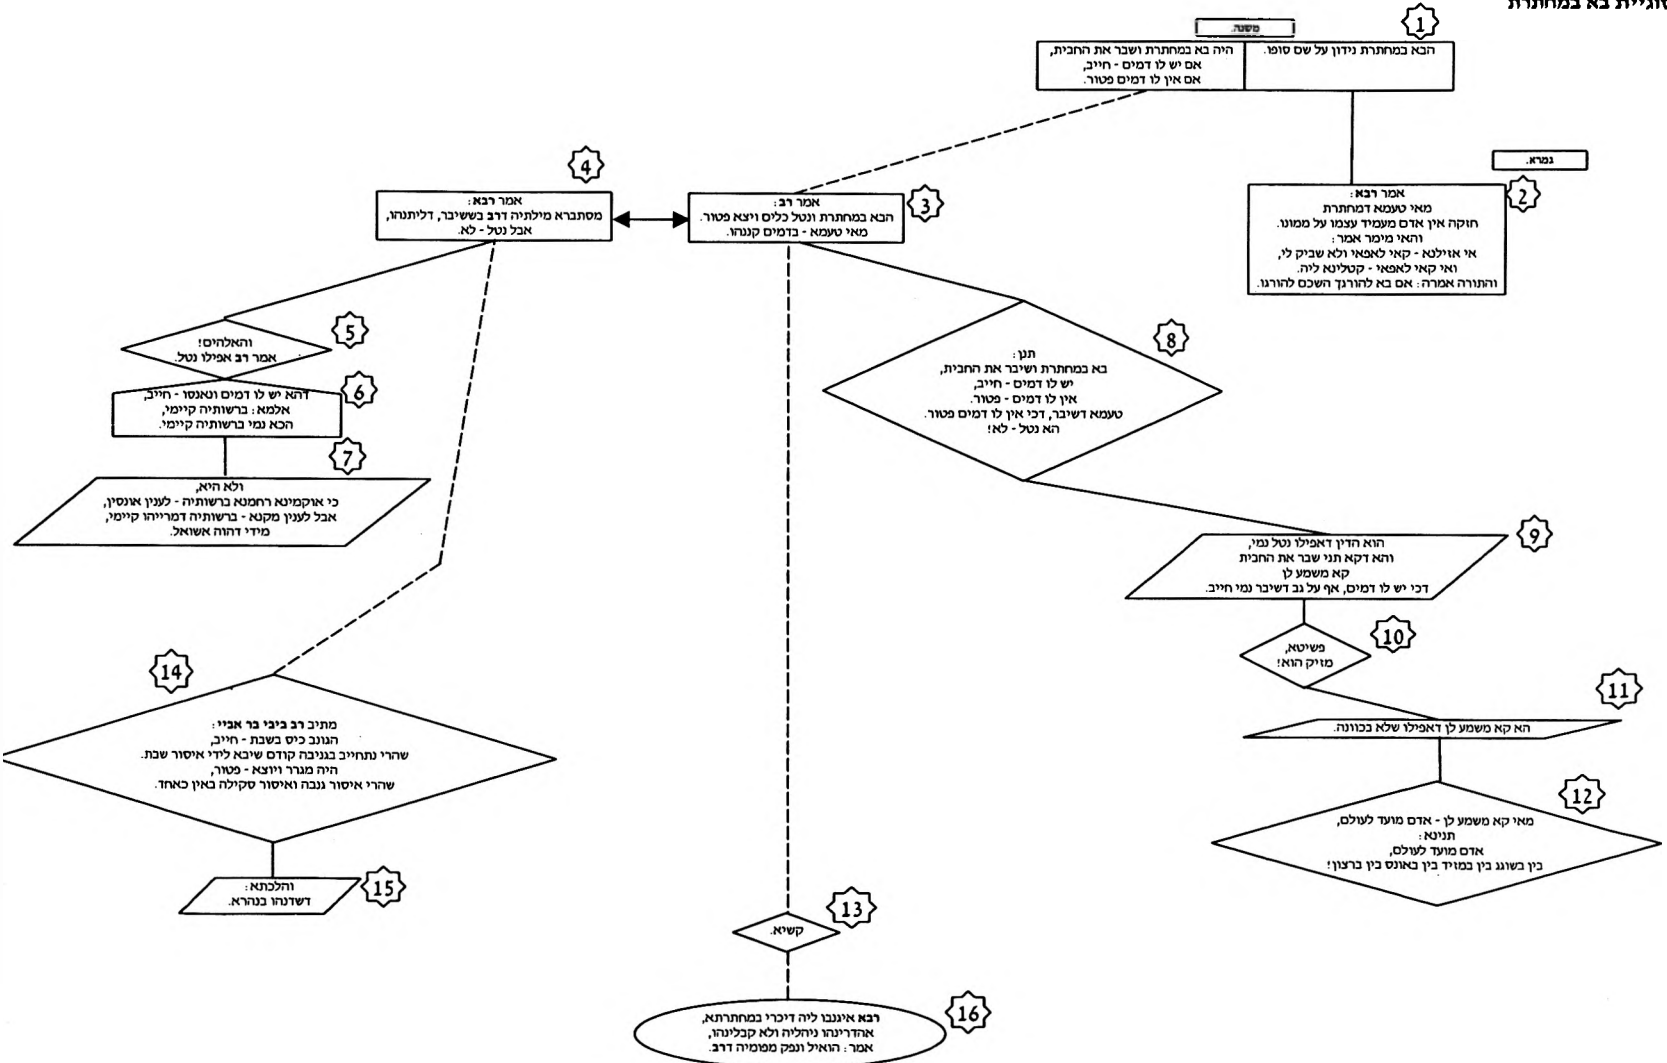 סוגיית בא במחתרת
1
משנה.
הבא במחתרת נידון על שם סופו.
היה בא במחתרת ושבר את החבית,
אם יש לו דמים - חייב,
אם אין לו דמים פטור.
גמרא.
2
אמר רבא:
מאי טעמא דמחתרת
חזקה אין אדם מעמיד עצמו על ממונו.
והאי מימר אמר:
אי אזילנא - קאי לאפאי ולא שביק לי,
ואי קאי לאפאי - קטלינא ליה.
והתורה אמרה: אם בא להורגך השכם להורגו.
3
אמר רב:
הבא במחתרת ונטל כלים ויצא פטור.
מאי טעמא - בדמים קננהו.
4
אמר רבא:
מסתברא מילתיה דרב בששיבר, דליתנהו,
אבל נטל - לא.
5
והאלהים!
אמר רב אפילו נטל.
6
דהא יש לו דמים ונאנסו - חייב,
אלמא: ברשותיה קיימי,
הכא נמי ברשותיה קיימי.
7
ולא היא,
כי אוקמינא רחמנא ברשותיה - לענין אונסין,
אבל לענין מקנא - ברשותיה דמרייהו קיימי,
מידי דהוה אשואל.
8
תנן:
בא במחתרת ושיבר את החבית,
יש לו דמים - חייב,
אין לו דמים - פטור.
טעמא דשיבר, דכי אין לו דמים פטור.
הא נטל - לא!
9
הוא הדין דאפילו נטל נמי,
והא דקא תני שבר את החבית
קא משמע לן
דכי יש לו דמים, אף על גב דשיבר נמי חייב.
10
פשיטא,
מזיק הוא!
11
הא קא משמע לן דאפילו שלא בכוונה.
12
מאי קא משמע לן - אדם מועד לעולם,
תנינא:
אדם מועד לעולם,
בין בשוגג בין במזיד בין באונס בין ברצון!
13
קשיא.
14
מתיב רב ביבי בר אביי:
הגונב כיס בשבת - חייב,
שהרי נתחייב בגניבה קודם שיבא לידי איסור שבת.
היה מגרר ויוצא - פטור,
שהרי איסור גנבה ואיסור סקילה באין כאחד.
15
והלכתא:
דשדנהו בנהרא.
16
רבא איגנבו ליה דיכרי במחתרתא,
אהדרינהו ניהליה ולא קבלינהו,
אמר: הואיל ונפק מפומיה דרב.